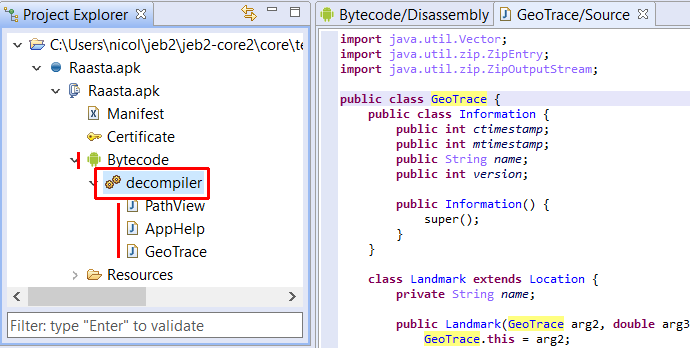 Project Explorer
C:\Users\nicol\jeb2\jeb2-core2\core\te
Raasta.apk
Raasta.apk
Manifest
Certificate
Bytecode
decompiler
PathView
AppHelp
GeoTrace
Resources
Filter: type "Enter" to validate
Bytecode/Disassembly
GeoTrace/Source
import java.util.Vector;
import java.util.zip.ZipEntry;
import java.util.zip.ZipOutputStream;
public class GeoTrace {
public class Information {
public int ctimestamp;
public int mtimestamp;
public String name;
public int version;
public Information() {
super();
}
}
class Landmark extends Location {
private String name;
public Landmark(GeoTrace arg2, double arg3
GeoTrace.this = arg2;